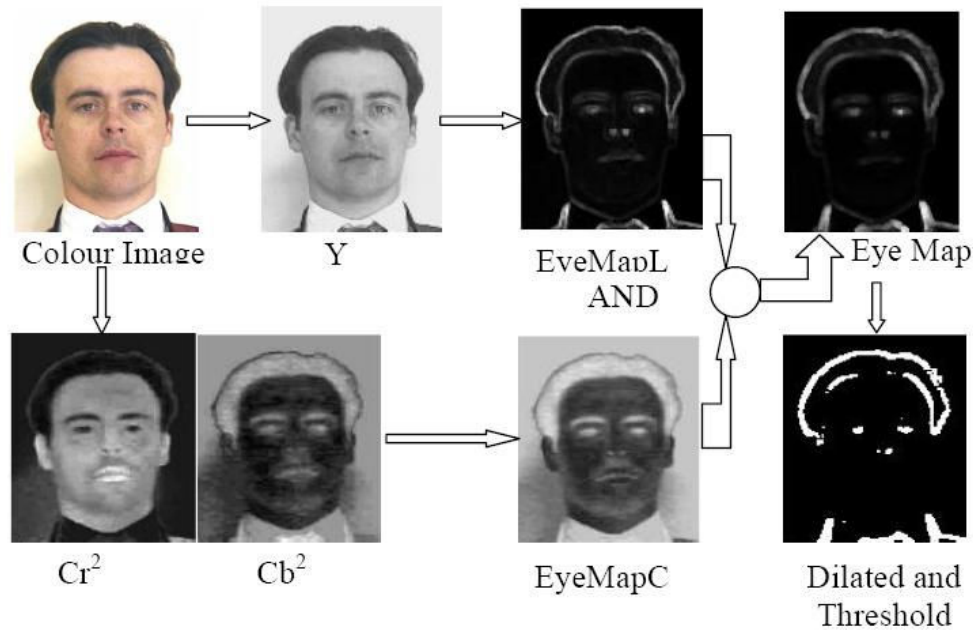 Colour Image
Y
EyeMapL
Eye Map
AND
Cr²
Cb²
EyeMapC
Dilated and
Threshold